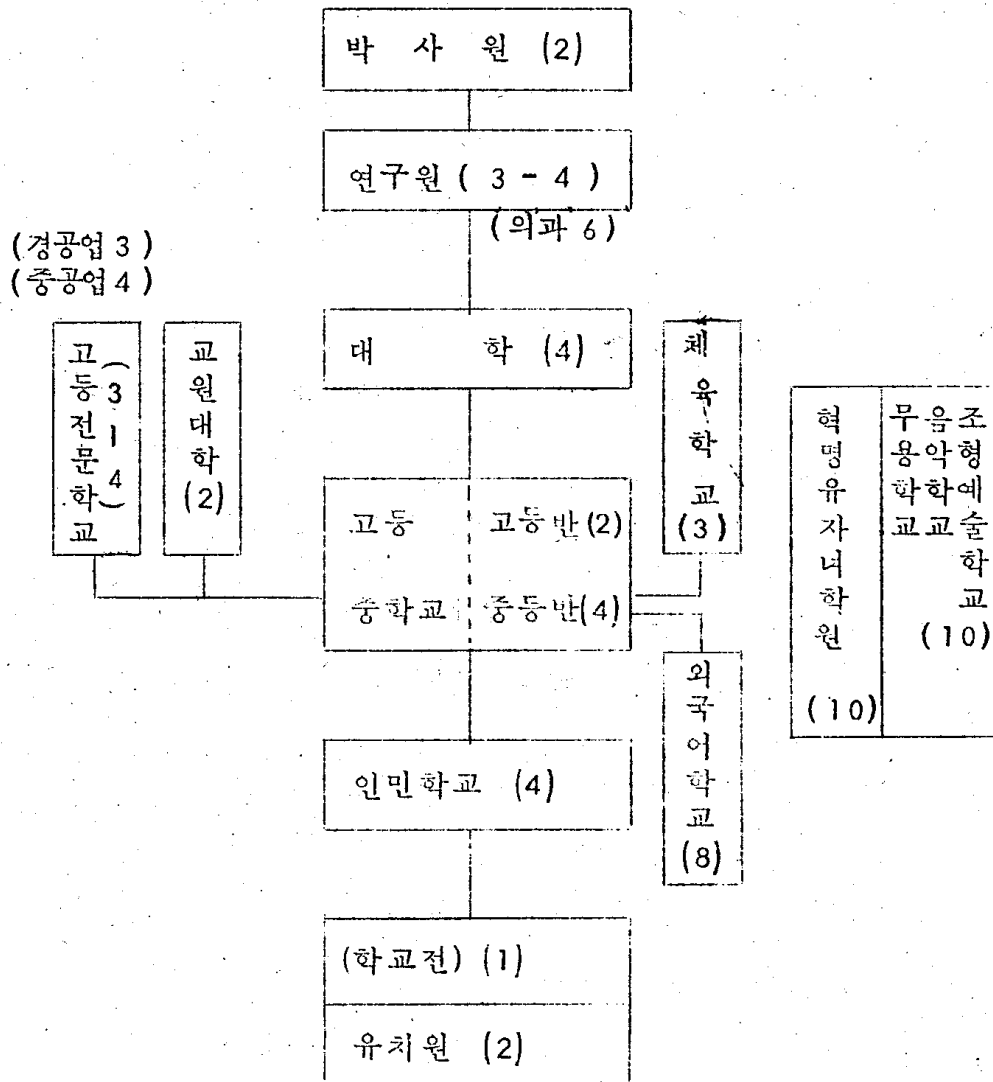 박 사 원 (2)
연구원 ( 3 - 4 )
(의과 6 )
(경공업 3 )
(중공업 4 )
고등전문학교
(3-4)
교원대학 (2)
대 학 (4)
체육학교 (3)
혁명유자녀학원 (10)
무용학교
음악학교
조형예술학교 (10)
고등 고등반(2)
중학교 중등반(4)
외국어학교 (8)
인민학교 (4)
(학교전) (1)
유치원 (2)